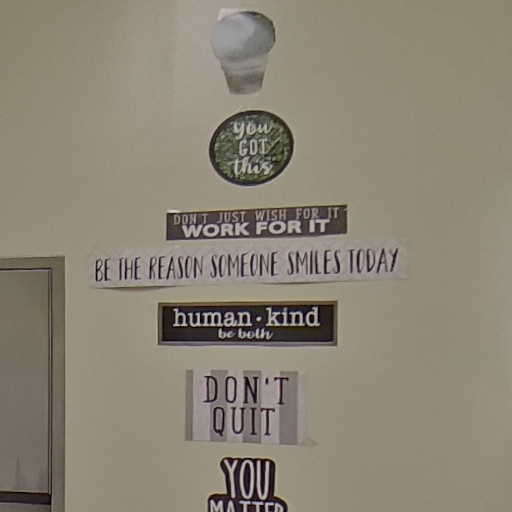 you
GOT
this
DON'T JUST WISH FOR IT
WORK FOR IT
BE THE REASON SOMEONE SMILES TODAY
human · kind
be both
DON'T
QUIT
YOU
MATTER